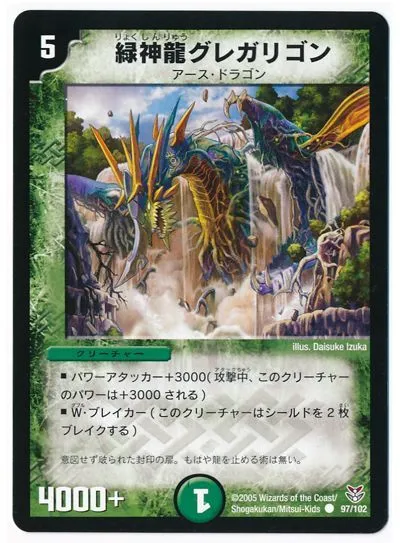 5
りょくしんりゅう
緑神龍グレガリゴン
アース・ドラゴン
illus. Daisuke Izuka
クリーチャー
■ パワーアタッカー+3000(攻撃中、このクリーチャー
のパワーは+3000 される)
■ W・ブレイカー(このクリーチャーはシールドを2枚
ブレイクする)
意図せず破られた封印の扉。もはや龍を止める術は無い。
4000+
1
©2005 Wizards of the Coast/
Shogakukan/Mitsui-Kids ● 97/102